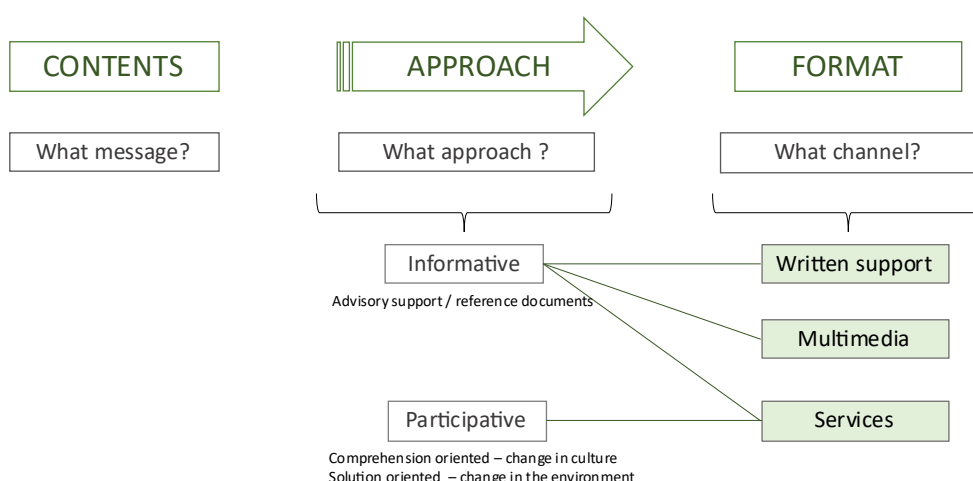 CONTENTS
APPROACH
FORMAT
What message?
What approach ?
What channel?
Informative
Written support
Advisory support / reference documents
Multimedia
Participative
Services
Comprehension oriented – change in culture
Solution oriented – change in the environment